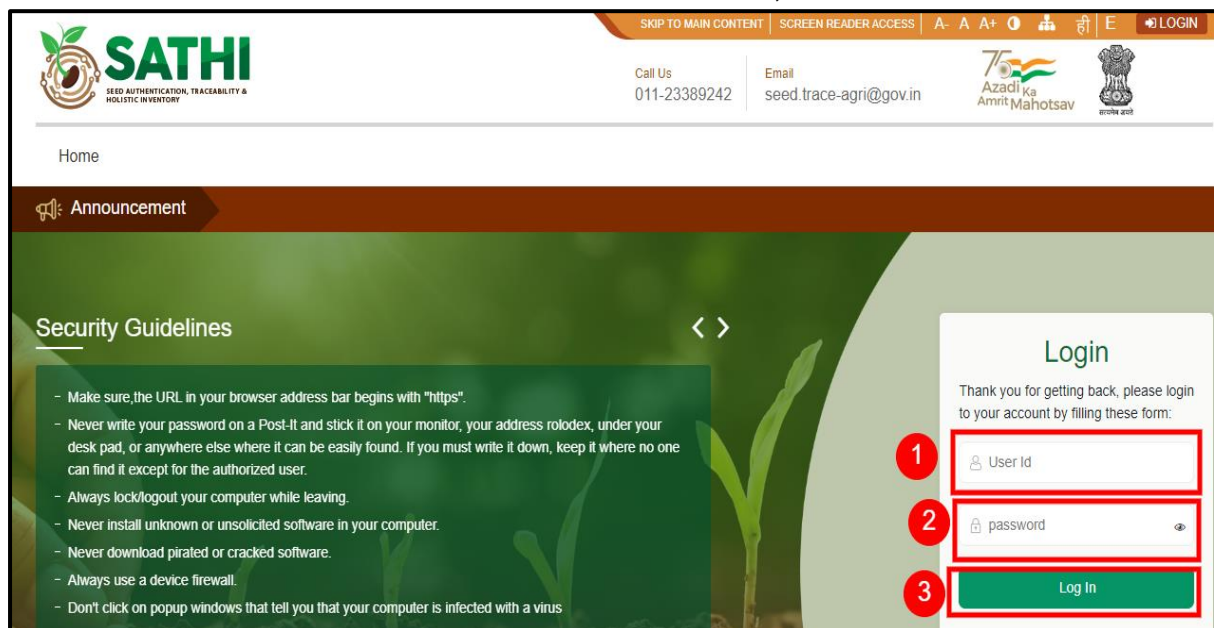 SKIP TO MAIN CONTENT SCREEN READER ACCESS A- A A+ ही E LOGIN
SATHI
SEED AUTHENTICATION, TRACEABILITY &
HOLISTIC INVENTORY
Call Us
011-23389242
Email
seed.trace-agri@gov.in
75
Azadi Ka
Amrit Mahotsav
सत्यमेव जयते
Home
Announcement
Security Guidelines
- Make sure,the URL in your browser address bar begins with "https".
- Never write your password on a Post-It and stick it on your monitor, your address rolodex, under your
desk pad, or anywhere else where it can be easily found. If you must write it down, keep it where no one
can find it except for the authorized user.
- Always lock/logout your computer while leaving.
- Never install unknown or unsolicited software in your computer.
- Never download pirated or cracked software.
- Always use a device firewall.
- Don't click on popup windows that tell you that your computer is infected with a virus
Login
Thank you for getting back, please login
to your account by filling these form:
1
User Id
2
password
3
Log In